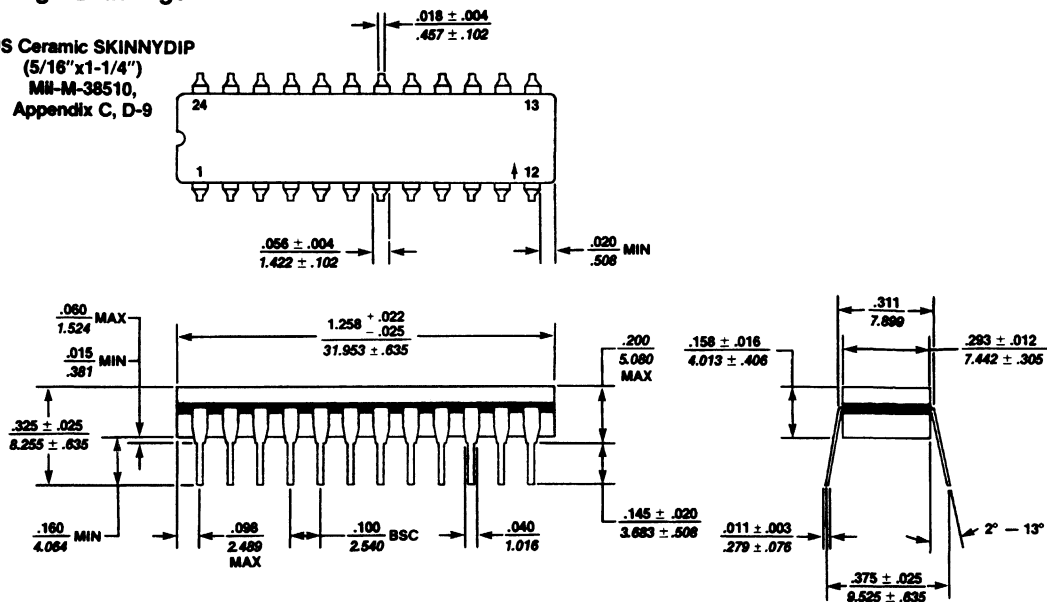 S Ceramic SKINNYDIP
(5/16"x1-1/4")
Mil-M-38510,
Appendix C, D-9
.018 ± .004
.457 ± .102
24
13
1
12
.056 ± .004
1.422 ± .102
.020
.508
MIN
.060
1.524
MAX
.015
.381
MIN
1.258 + .022
- .025
31.953 ± .635
.200
5.080
MAX
.325 ± .025
8.255 ± .635
.160
4.064
MIN
.098
2.489
MAX
.100
2.540
BSC
.040
1.016
.145 ± .020
3.683 ± .508
.311
7.899
.158 ± .016
4.013 ± .406
.293 ± .012
7.442 ± .305
.011 ± .003
.279 ± .076
2° — 13°
.375 ± .025
9.525 ± .635